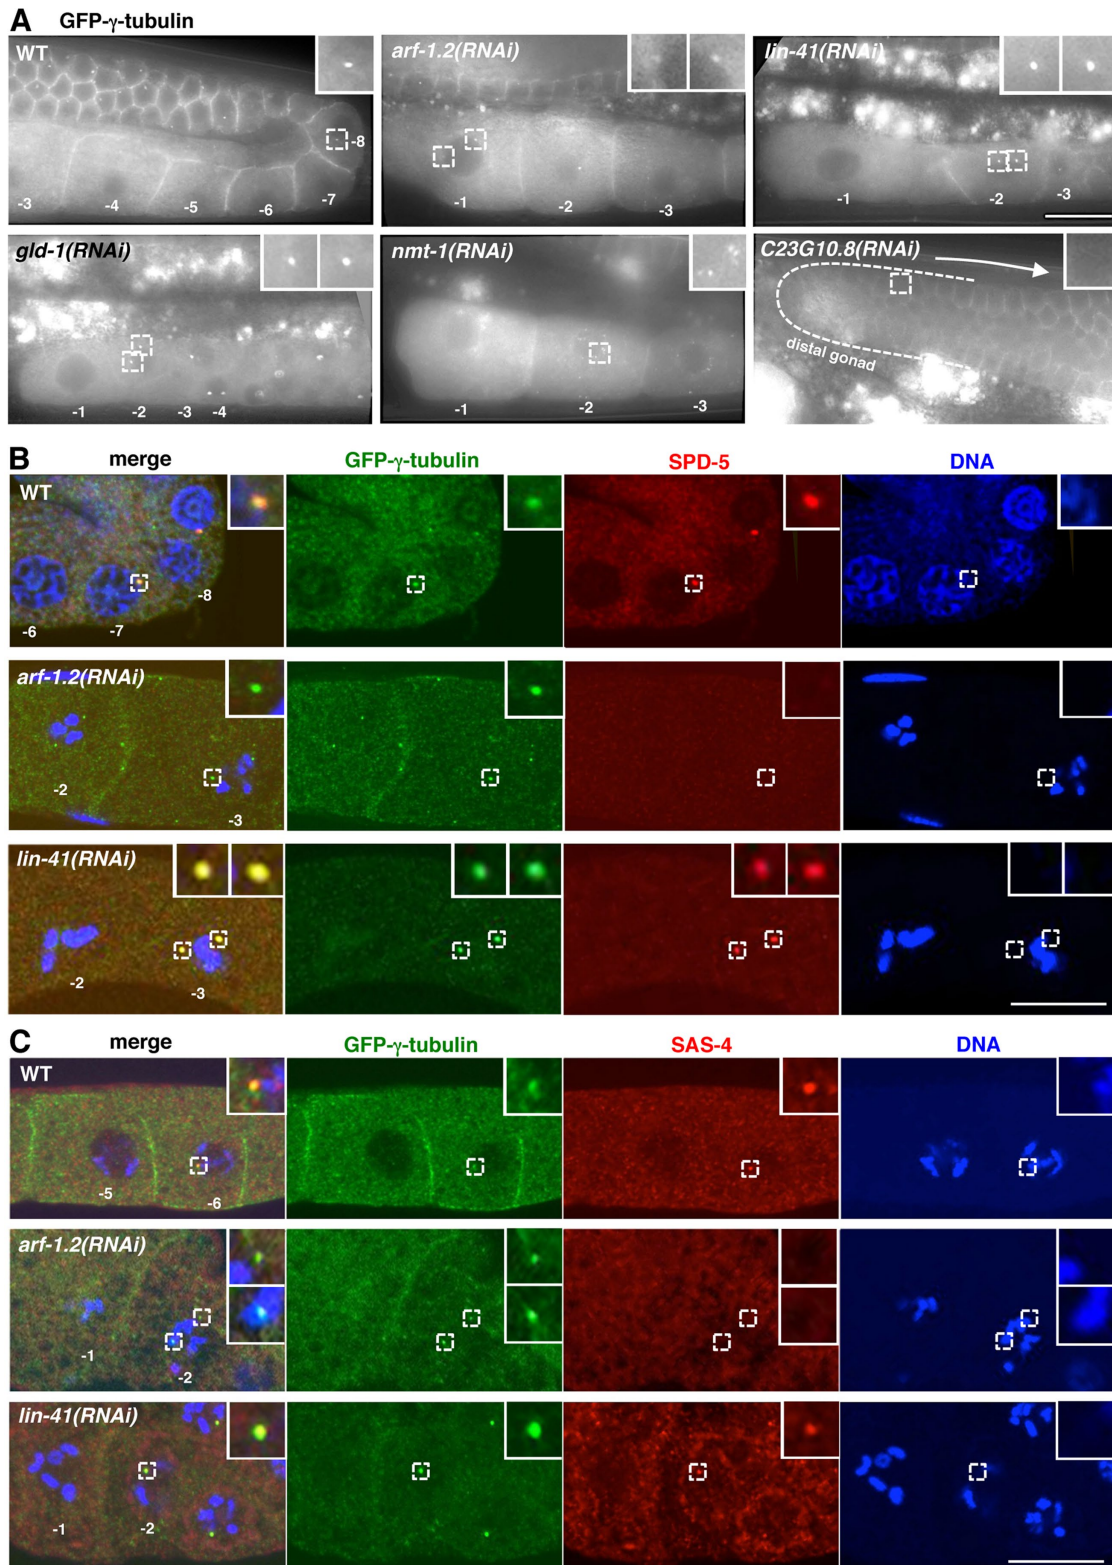 A GFP-γ-tubulin
WT
-8
-3
-4
-5
-6
-7
arf-1.2(RNAi)
-1
-2
-3
lin-41(RNAi)
-1
-2
-3
gld-1(RNAi)
-1
-2
-3
-4
nmt-1(RNAi)
-1
-2
-3
C23G10.8(RNAi)
distal gonad
B
merge
GFP-γ-tubulin
SPD-5
DNA
WT
-8
-6
-7
arf-1.2(RNAi)
-2
-3
lin-41(RNAi)
-2
-3
C
merge
GFP-γ-tubulin
SAS-4
DNA
WT
-5
-6
arf-1.2(RNAi)
-1
-2
lin-41(RNAi)
-1
-2